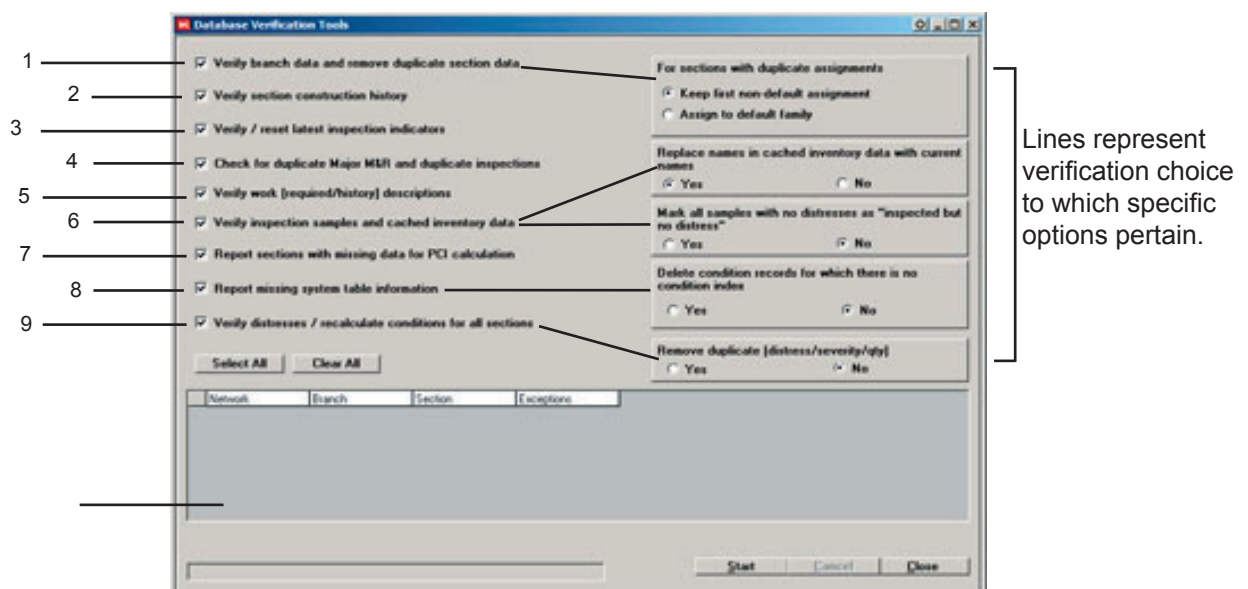 Database Verification Tools
1
Verify branch data and remove duplicate section data
2
Verify section construction history
3
Verify / reset latest inspection indicators
4
Check for duplicate Major M&R and duplicate inspections
5
Verify work [required/history] descriptions
6
Verify inspection samples and cached inventory data
7
Report sections with missing data for PCI calculation
8
Report missing system table information
9
Verify distresses / recalculate conditions for all sections
Select All
Clear All
For sections with duplicate assignments
Keep first non-default assignment
Assign to default family
Replace names in cached inventory data with current
names
Yes No
Mark all samples with no distresses as "inspected but
no distress"
Yes No
Delete condition records for which there is no
condition index
Yes No
Remove duplicate [distress/severity/qty]
Yes No
Lines represent
verification choice
to which specific
options pertain.
Network Branch Section Exceptions
Start Cancel Close